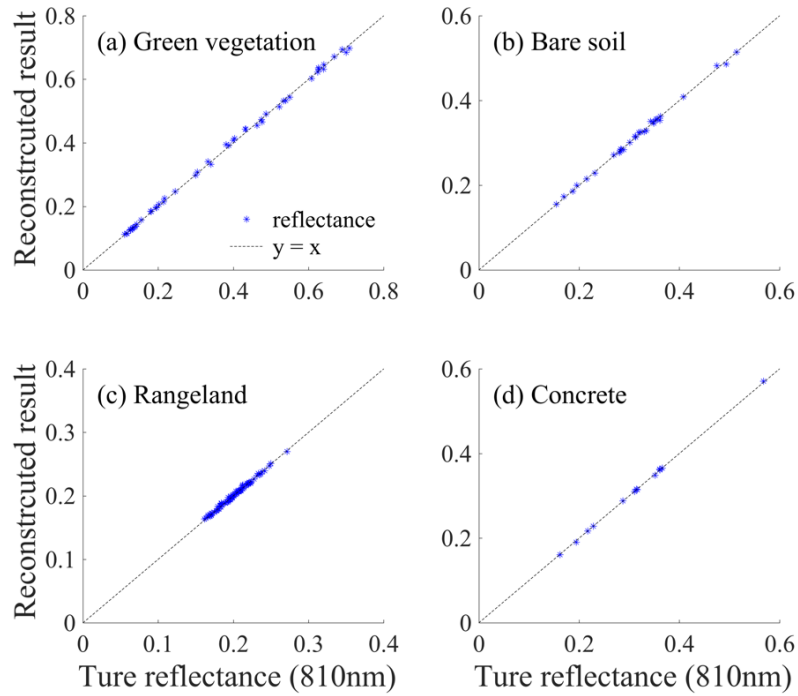 Reconstrcuted result
0.8
0.6
0.4
0.2
0
(a) Green vegetation
reflectance
y = x
0 0.2 0.4 0.6 0.8
0.6
0.4
0.2
0
(b) Bare soil
0 0.2 0.4 0.6
Reconstrcuted result
0.4
0.3
0.2
0.1
0
(c) Rangeland
0 0.1 0.2 0.3 0.4
Ture reflectance (810nm)
0.6
0.4
0.2
0
(d) Concrete
0 0.2 0.4 0.6
Ture reflectance (810nm)